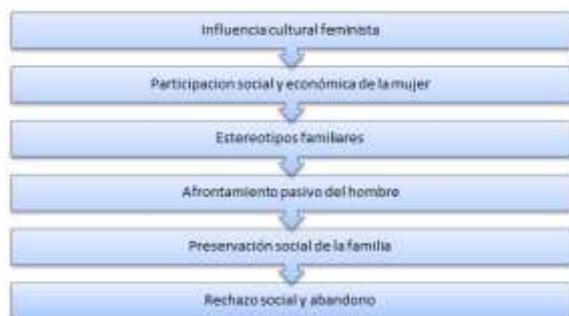 Influencia cultural feminista
Participacion social y económica de la mujer
Estereotipos familiares
Afrontamiento pasivo del hombre
Preservación social de la familia
Rechazo social y abandono